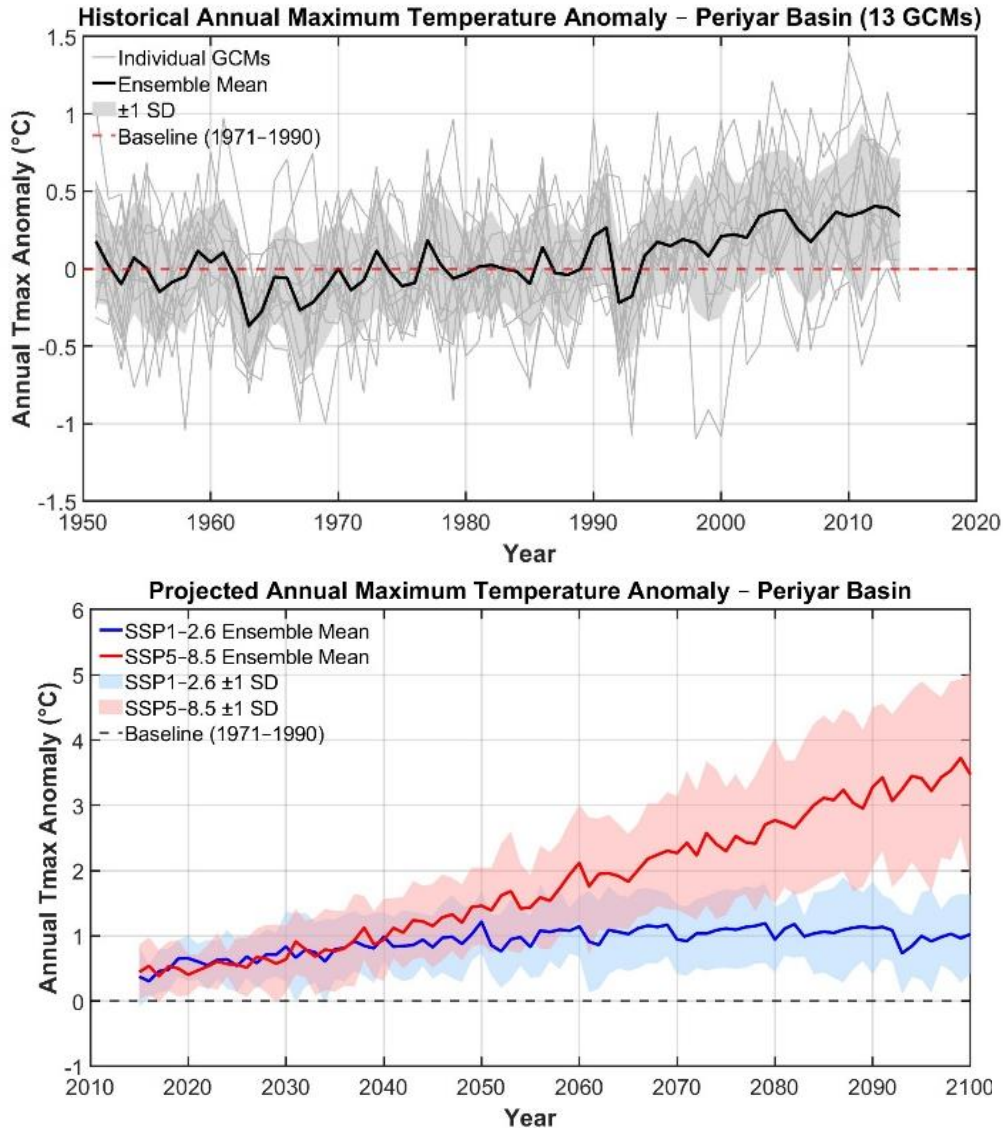 Historical Annual Maximum Temperature Anomaly – Periyar Basin (13 GCMs)
Annual Tmax Anomaly (°C)
1.5
1
0.5
0
-0.5
-1
-1.5
Individual GCMs
Ensemble Mean
±1 SD
Baseline (1971–1990)
1950 1960 1970 1980 1990 2000 2010 2020
Year
Projected Annual Maximum Temperature Anomaly – Periyar Basin
Annual Tmax Anomaly (°C)
6
5
4
3
2
1
0
-1
SSP1–2.6 Ensemble Mean
SSP5–8.5 Ensemble Mean
SSP1–2.6 ±1 SD
SSP5–8.5 ±1 SD
Baseline (1971–1990)
2010 2020 2030 2040 2050 2060 2070 2080 2090 2100
Year